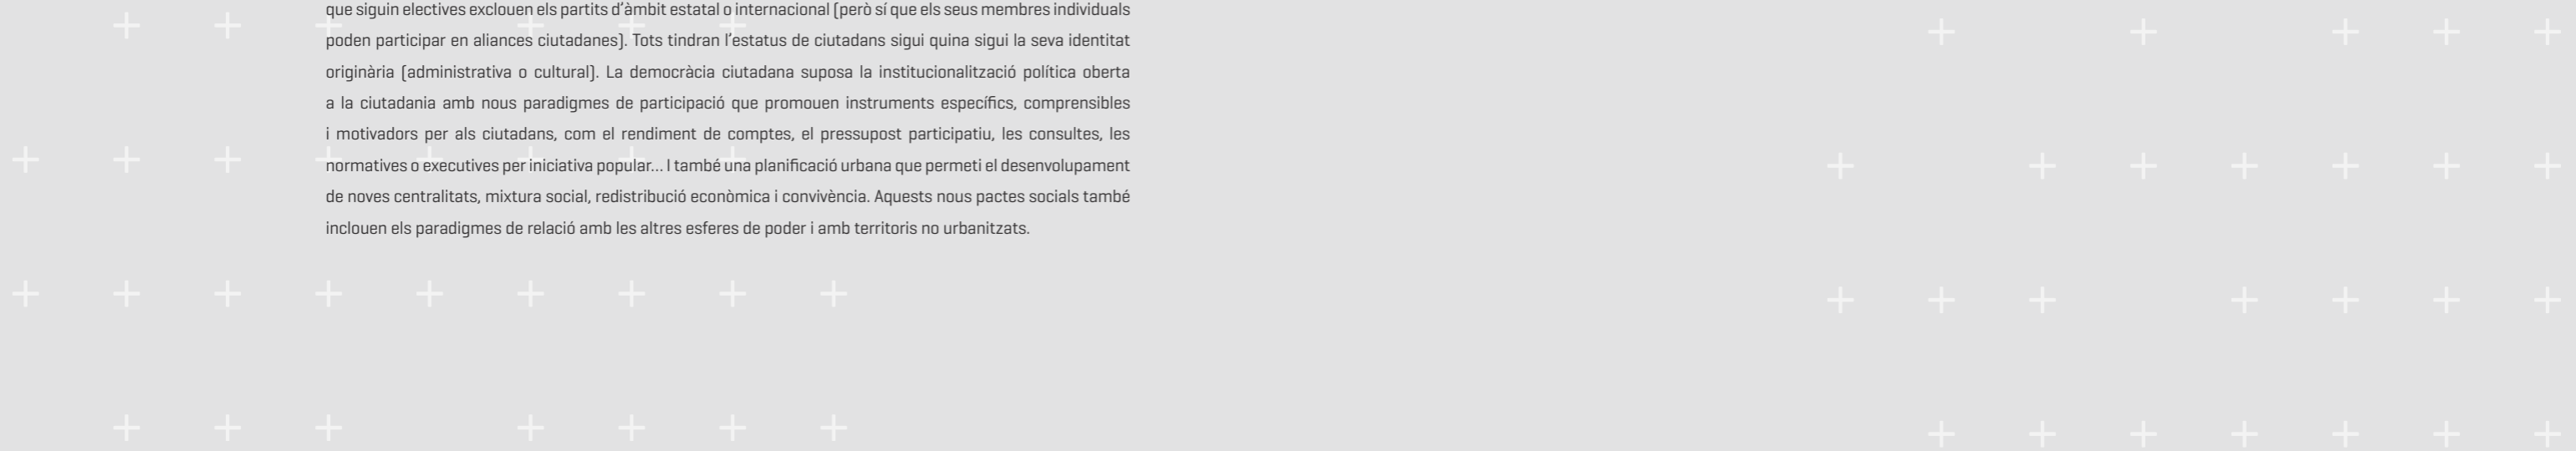 que siguin electives exclouen els partits d’àmbit estatal o internacional (però sí que els seus membres individuals
poden participar en aliances ciutadanes). Tots tindran l’estatus de ciutadans sigui quina sigui la seva identitat
originària (administrativa o cultural). La democràcia ciutadana suposa la institucionalització política oberta
a la ciutadania amb nous paradigmes de participació que promouen instruments específics, comprensibles
i motivadors per als ciutadans, com el rendiment de comptes, el pressupost participatiu, les consultes, les
normatives o executives per iniciativa popular... I també una planificació urbana que permeti el desenvolupament
de noves centralitats, mixtura social, redistribució econòmica i convivència. Aquests nous pactes socials també
inclouen els paradigmes de relació amb les altres esferes de poder i amb territoris no urbanitzats.